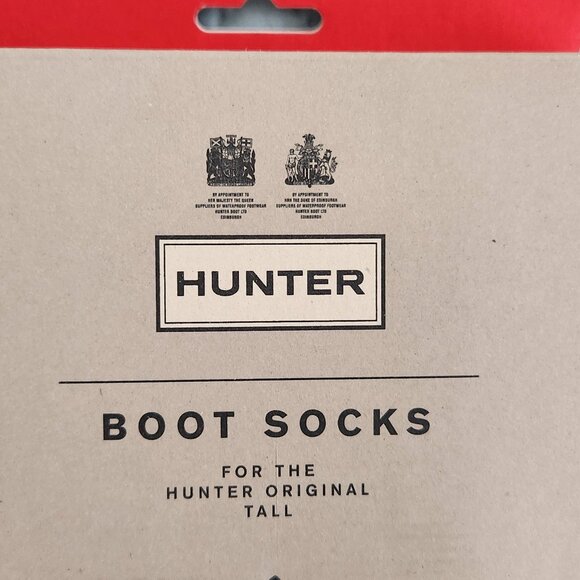 BY APPOINTMENT TO
HER MAJESTY THE QUEEN
SUPPLIERS OF WATERPROOF FOOTWEAR
HUNTER BOOT LTD
EDINBURGH
BY APPOINTMENT TO
HRH THE DUKE OF EDINBURGH
SUPPLIERS OF WATERPROOF FOOTWEAR
HUNTER BOOT LTD
EDINBURGH
HUNTER
BOOT SOCKS
FOR THE
HUNTER ORIGINAL
TALL